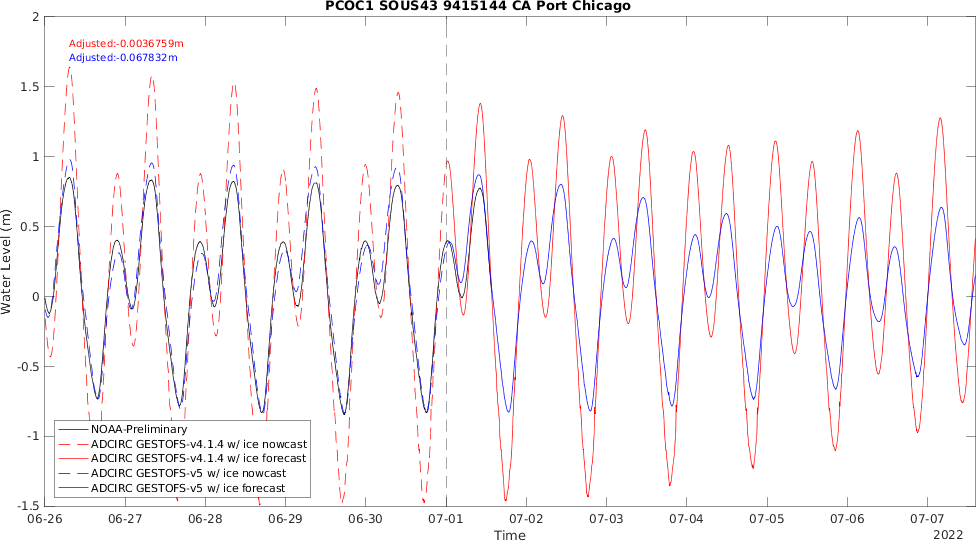 PCOC1 SOUS43 9415144 CA Port Chicago
Adjusted:-0.0036759m
Adjusted:-0.067832m
2
1.5
1
0.5
0
-0.5
-1
-1.5
Water Level (m)
NOAA-Preliminary
ADCIRC GESTOFS-v4.1.4 w/ ice nowcast
ADCIRC GESTOFS-v4.1.4 w/ ice forecast
ADCIRC GESTOFS-v5 w/ ice nowcast
ADCIRC GESTOFS-v5 w/ ice forecast
06-26 06-27 06-28 06-29 06-30 07-01 07-02 07-03 07-04 07-05 07-06 07-07
Time
2022